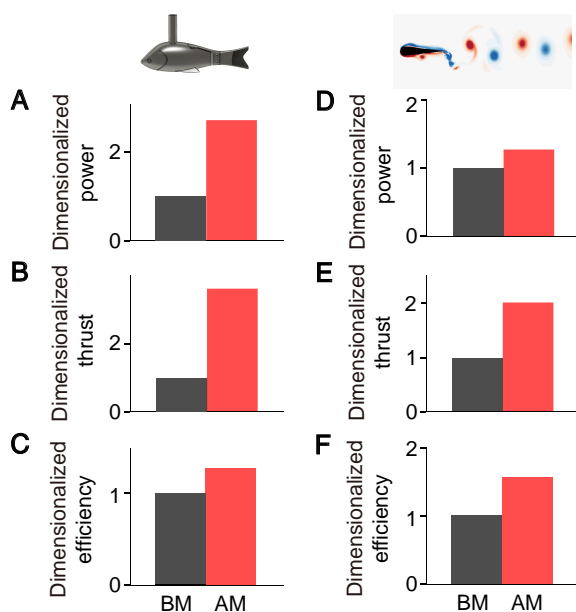 A
Dimensionalized
power
2
0
B
Dimensionalized
thrust
2
0
C
Dimensionalized
efficiency
1
0
BM AM
D
Dimensionalized
power
2
1
0
E
Dimensionalized
thrust
2
1
0
F
Dimensionalized
efficiency
2
1
0
BM AM